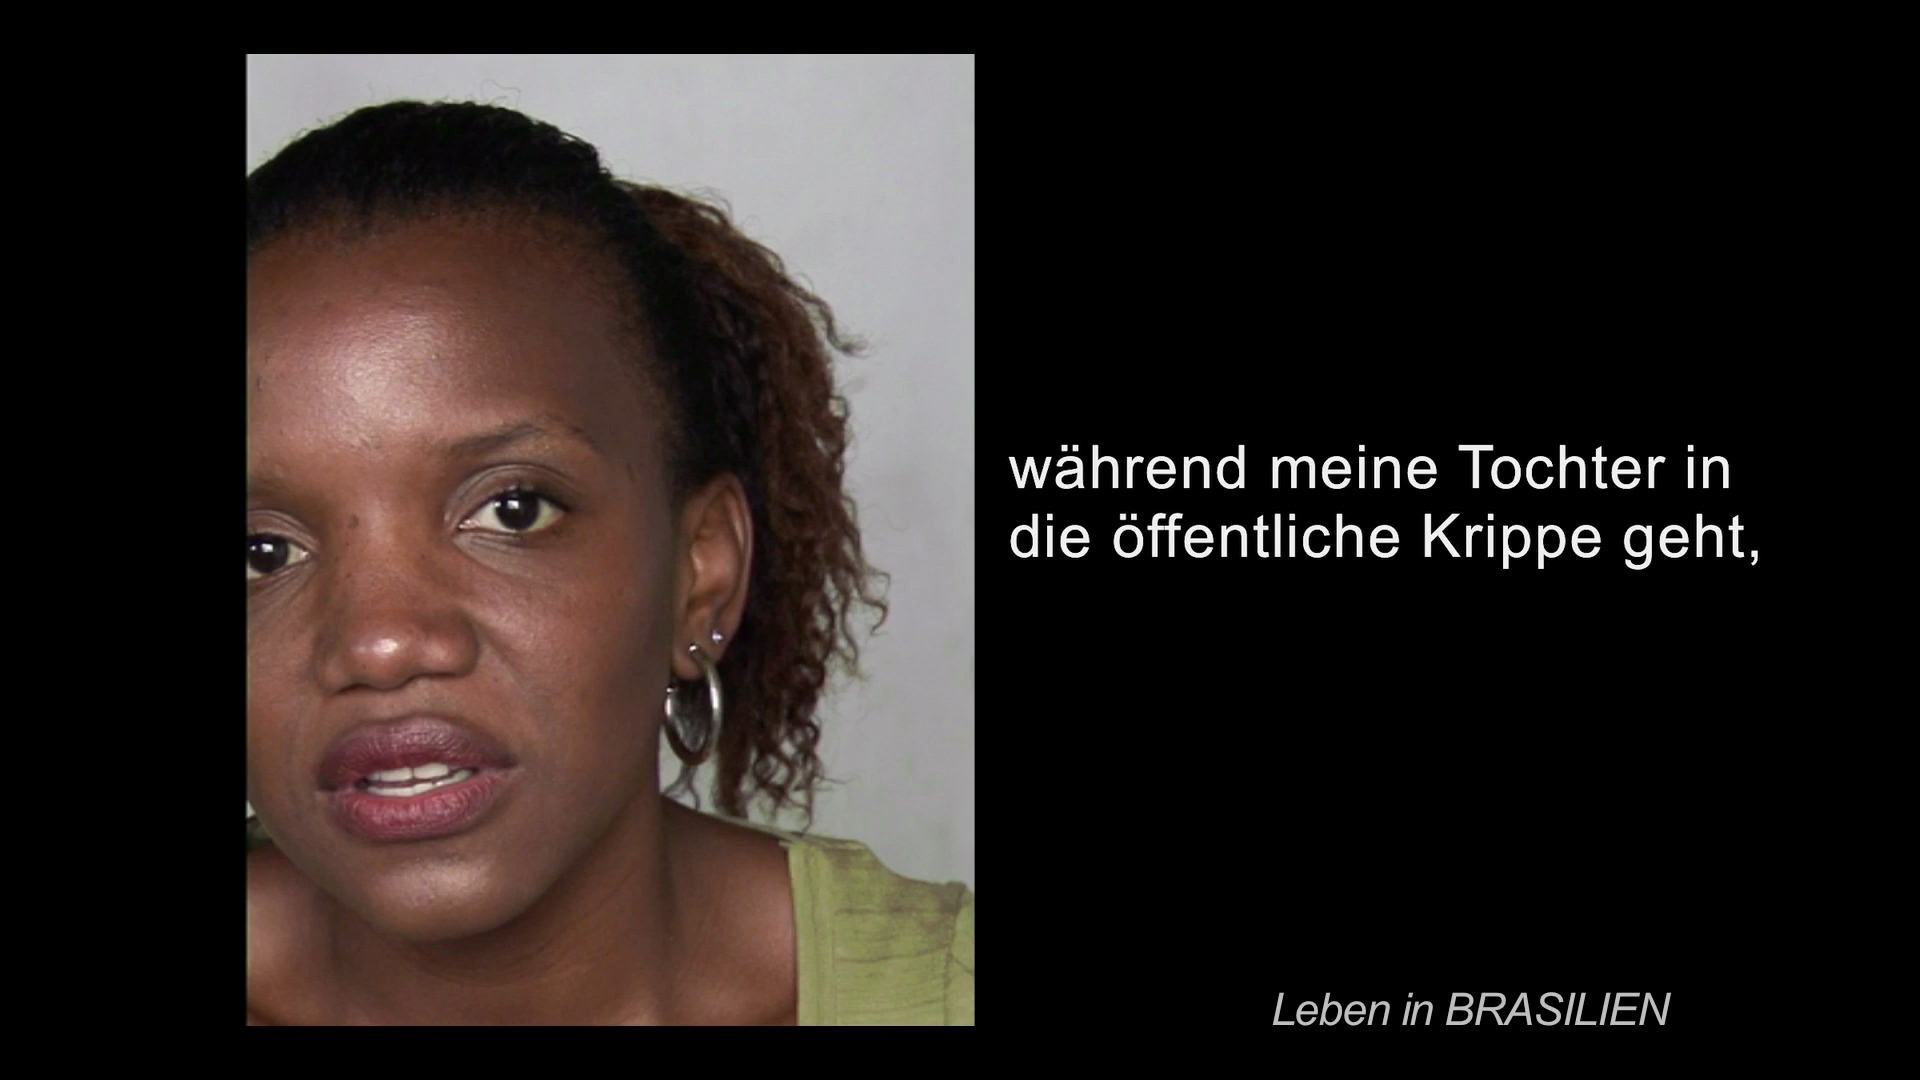 während meine Tochter in
die öffentliche Krippe geht,
Leben in BRASILIEN